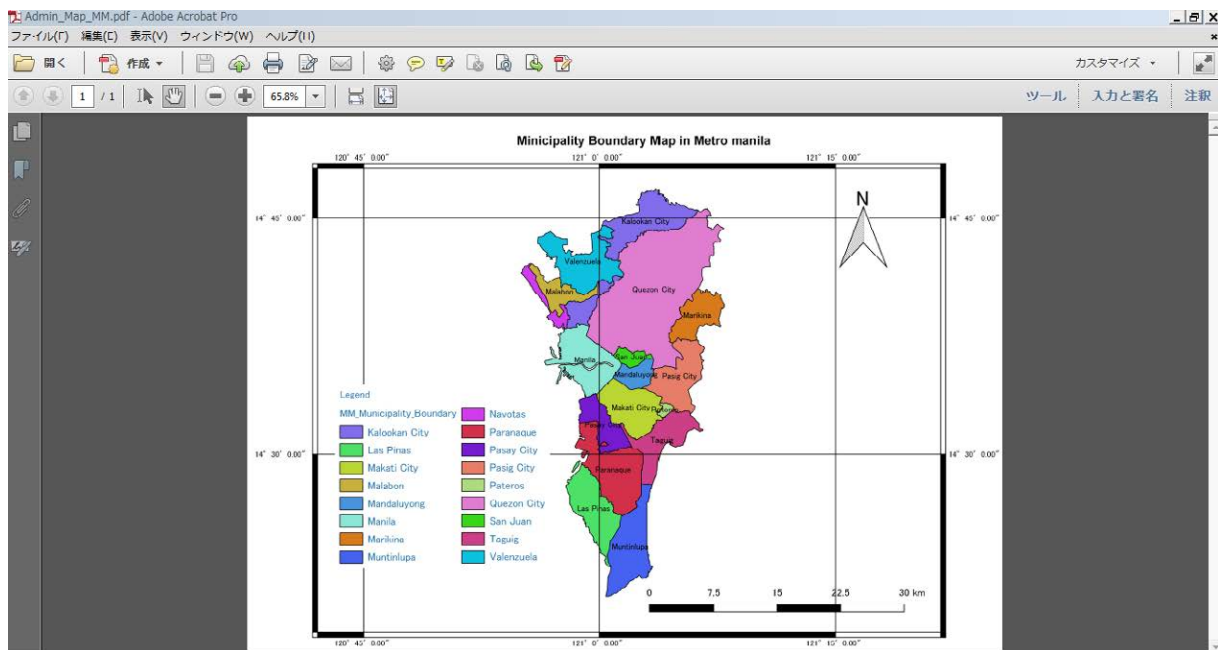 Admin_Map_MM.pdf - Adobe Acrobat Pro
ファイル(F) 編集(E) 表示(V) ウィンドウ(W) ヘルプ(H)
開く 作成 カスタマイズ
1 / 1 65.8% ツール 入力と署名 注釈
Minicipality Boundary Map in Metro manila
120° 45' 0.00" 121° 0' 0.00" 121° 15' 0.00"
N
14° 45' 0.00" 14° 45' 0.00"
Kalookan City
Valenzuela
Quezon City
Malabon
Marikina
San Juan
Manila
Mandaluyong Pasig City
Makati City Pateros
Pasay City
Taguig
14° 30' 0.00" 14° 30' 0.00"
Paranaque
Las Pinas
Muntinlupa
Legend
MM_Municipality_Boundary Navotas
Kalookan City Paranaque
Las Pinas Pasay City
Makati City Pasig City
Malabon Pateros
Mandaluyong Quezon City
Manila San Juan
Marikina Taguig
Muntinlupa Valenzuela
0 7.5 15 22.5 30 km
120° 45' 0.00" 121° 0' 0.00" 121° 15' 0.00"